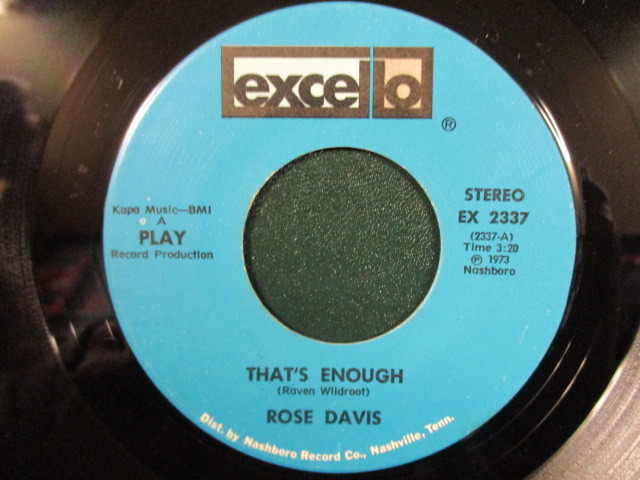 excello
®
Kapa Music—BMI
A
PLAY
Record Production
STEREO
EX 2337
(2337-A)
Time 3:20
℗ 1973
Nashboro
THAT'S ENOUGH
(Raven Wildroot)
ROSE DAVIS
Dist. by Nashboro Record Co., Nashville, Tenn.